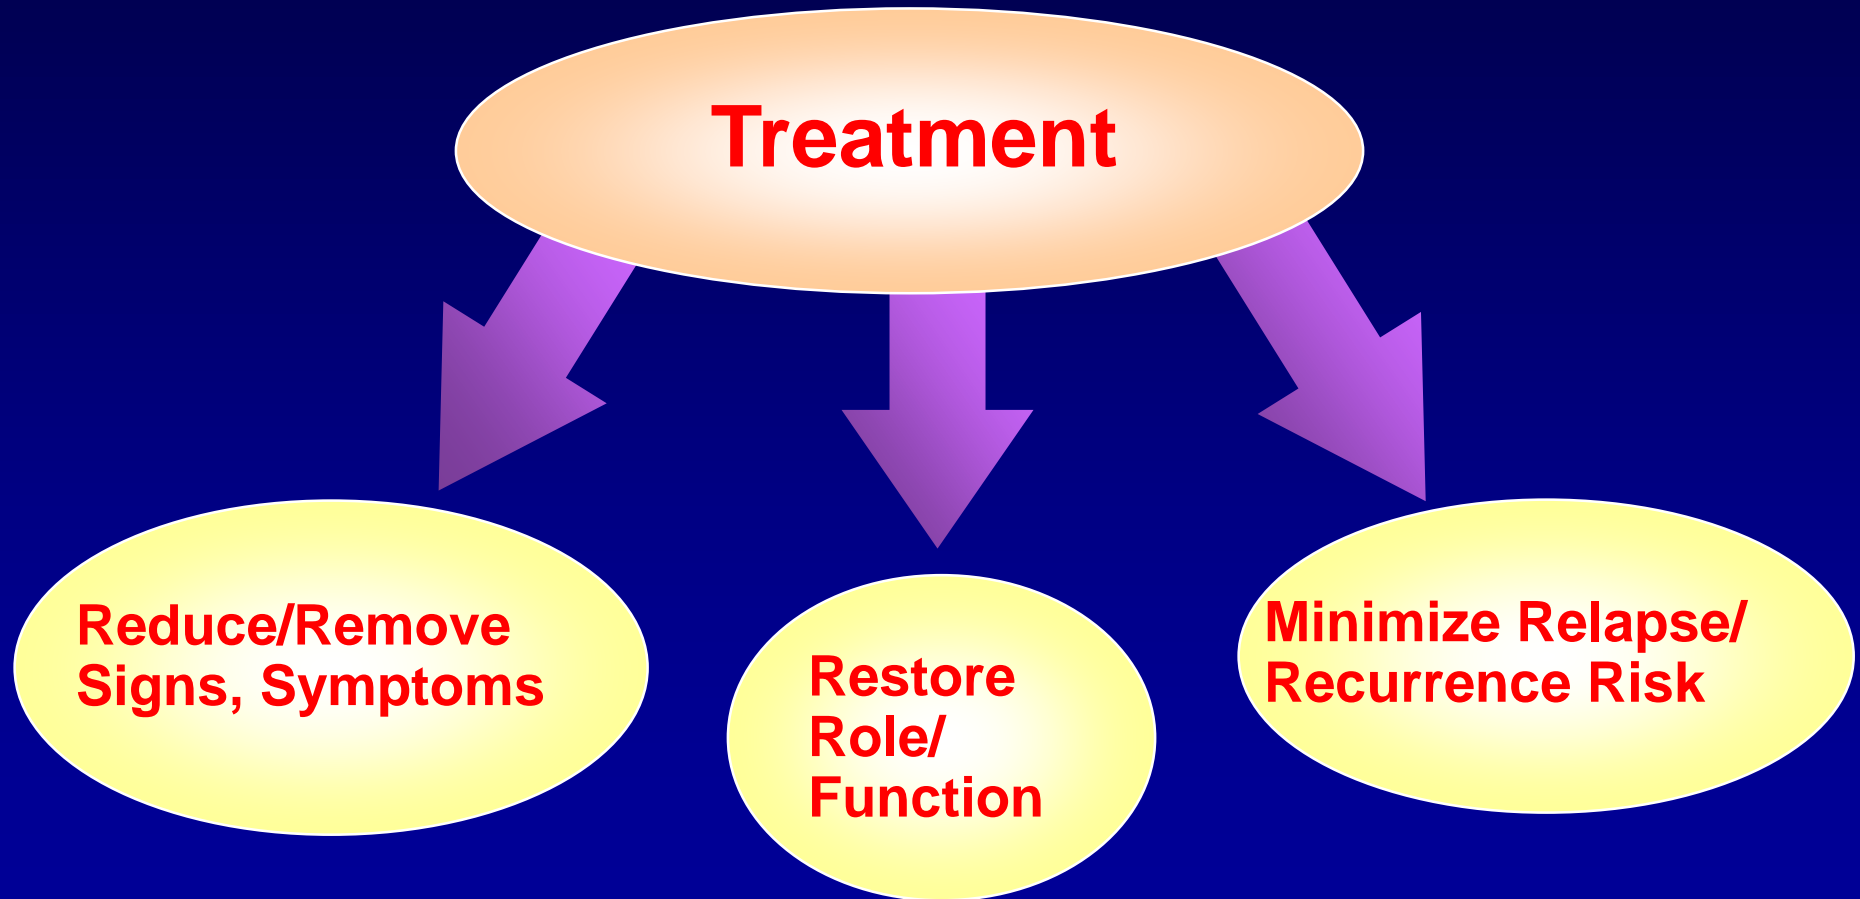 Treatment
Reduce/Remove
Signs, Symptoms
Restore
Role/
Function
Minimize Relapse/
Recurrence Risk